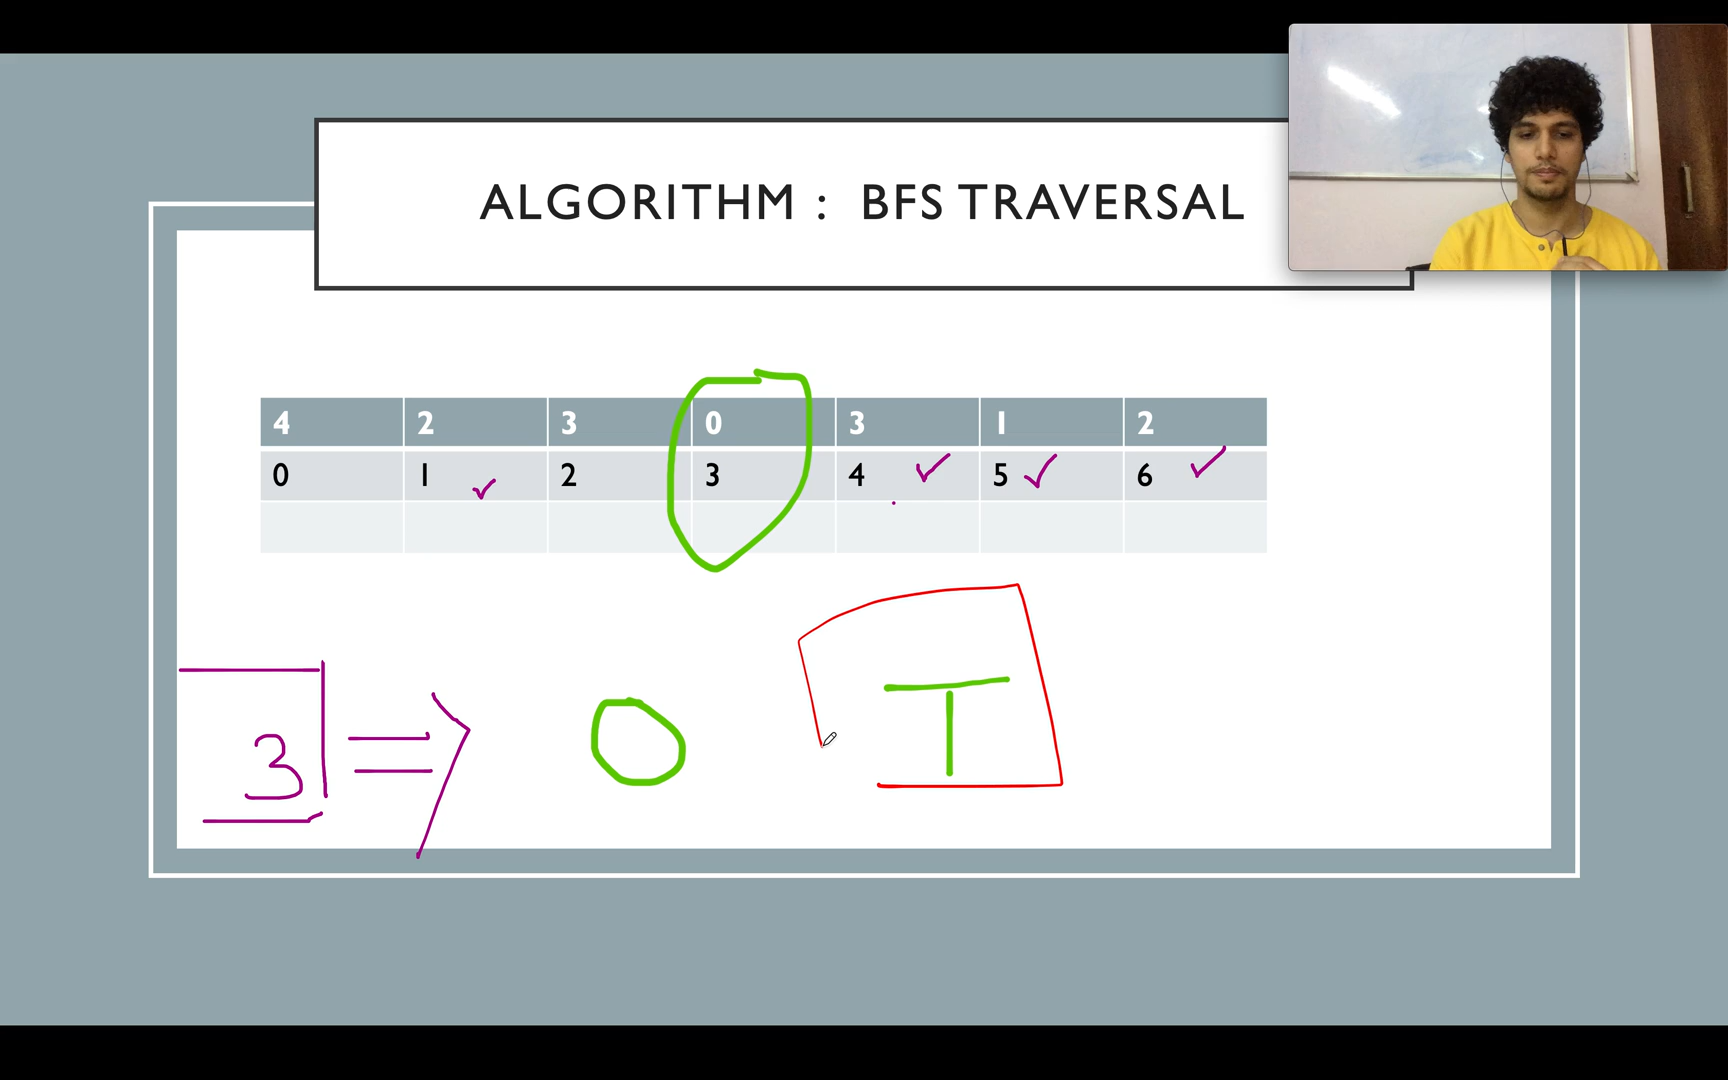 ALGORITHM : BFS TRAVERSAL
4 2 3 0 3 1 2
0 1 2 3 4 5 6
3 ⇒ 0 T